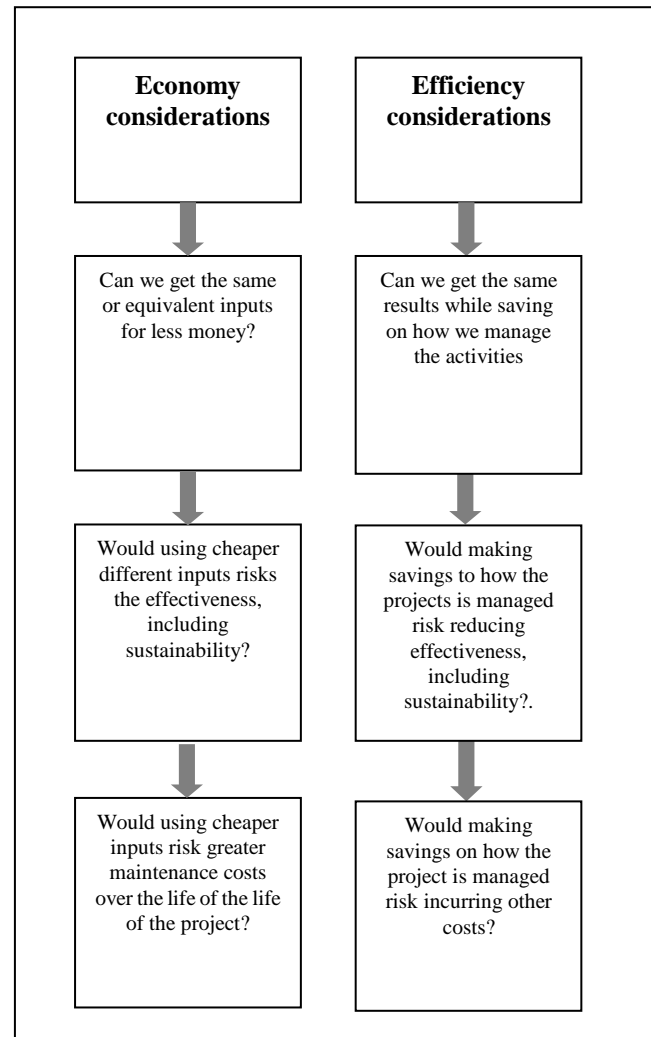 Economy
considerations
Can we get the same
or equivalent inputs
for less money?
Would using cheaper
different inputs risks
the effectiveness,
including
sustainability?
Would using cheaper
inputs risk greater
maintenance costs
over the life of the life
of the project?
Efficiency
considerations
Can we get the same
results while saving
on how we manage
the activities
Would making
savings to how the
projects is managed
risk reducing
effectiveness,
including
sustainability?.
Would making
savings on how the
project is managed
risk incurring other
costs?